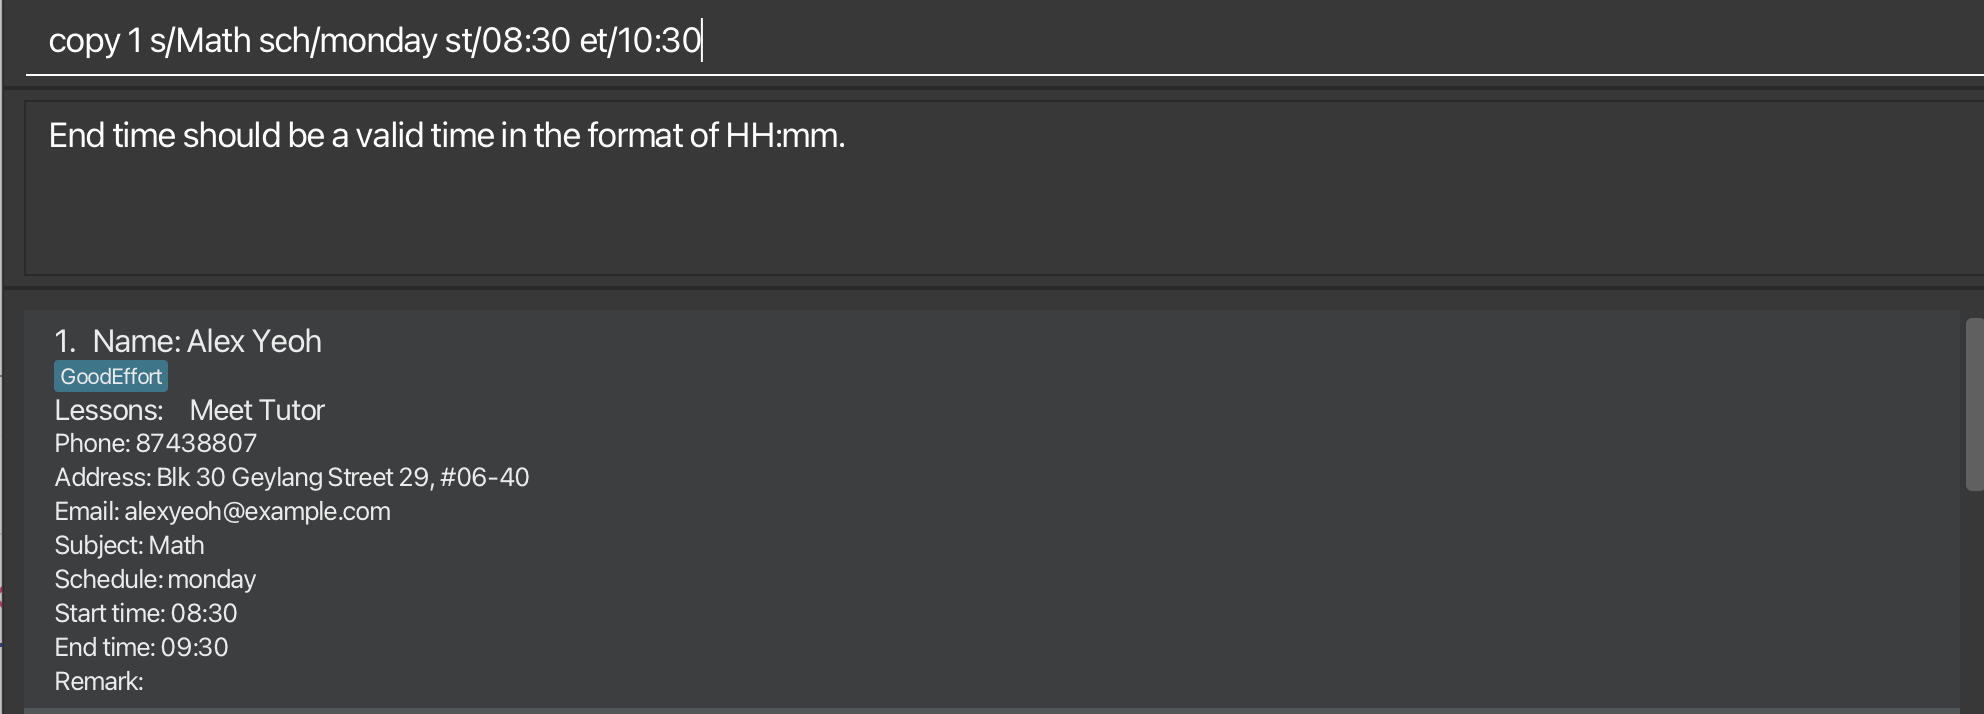 copy 1 s/Math sch/monday st/08:30 et/10:30
End time should be a valid time in the format of HH:mm.
1. Name: Alex Yeoh
GoodEffort
Lessons: Meet Tutor
Phone: 87438807
Address: Blk 30 Geylang Street 29, #06-40
Email: alexyeoh@example.com
Subject: Math
Schedule: monday
Start time: 08:30
End time: 09:30
Remark: